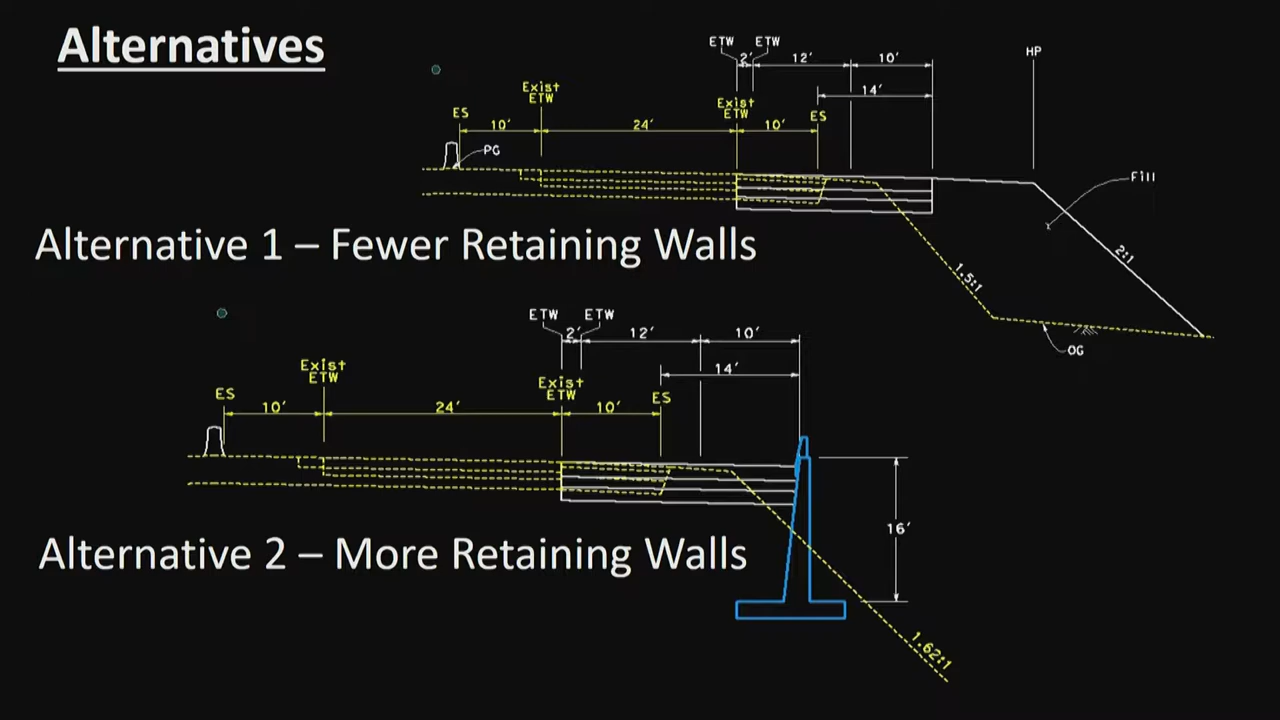 Alternatives
ETW ETW
2' 12' 10'
HP
14'
Exist
ETW
Exist
ETW
ES
ES
10' 24' 10'
PG
Fill
2:1
1.5:1
OG
Alternative 1 – Fewer Retaining Walls
ETW ETW
2' 12' 10'
14'
Exist
ETW
Exist
ETW
ES
ES
10' 24' 10'
16'
Alternative 2 – More Retaining Walls
1.62:1